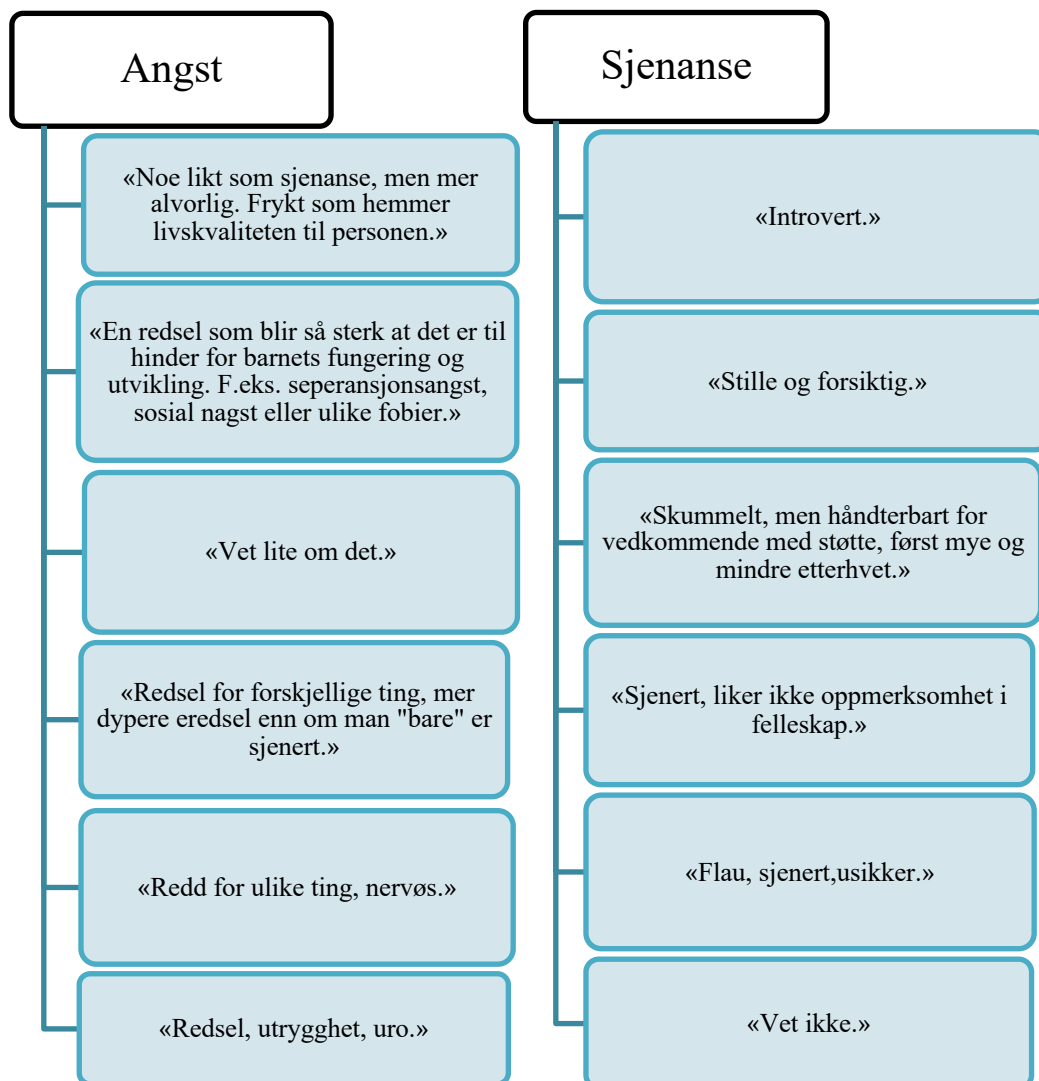 Angst
«Noe likt som sjenanse, men mer
alvorlig. Frykt som hemmer
livskvaliteten til personen.»
«En redsel som blir så sterk at det er til
hinder for barnets fungering og
utvikling. F.eks. seperansjonsangst,
sosial nagst eller ulike fobier.»
«Vet lite om det.»
«Redsel for forskjellige ting, mer
dypere eredsel enn om man "bare" er
sjenert.»
«Redd for ulike ting, nervøs.»
«Redsel, utrygghet, uro.»
Sjenanse
«Introvert.»
«Stille og forsiktig.»
«Skummelt, men håndterbart for
vedkommende med støtte, først mye og
mindre etterhvet.»
«Sjenert, liker ikke oppmerksomhet i
felleskap.»
«Flau, sjenert,usikker.»
«Vet ikke.»